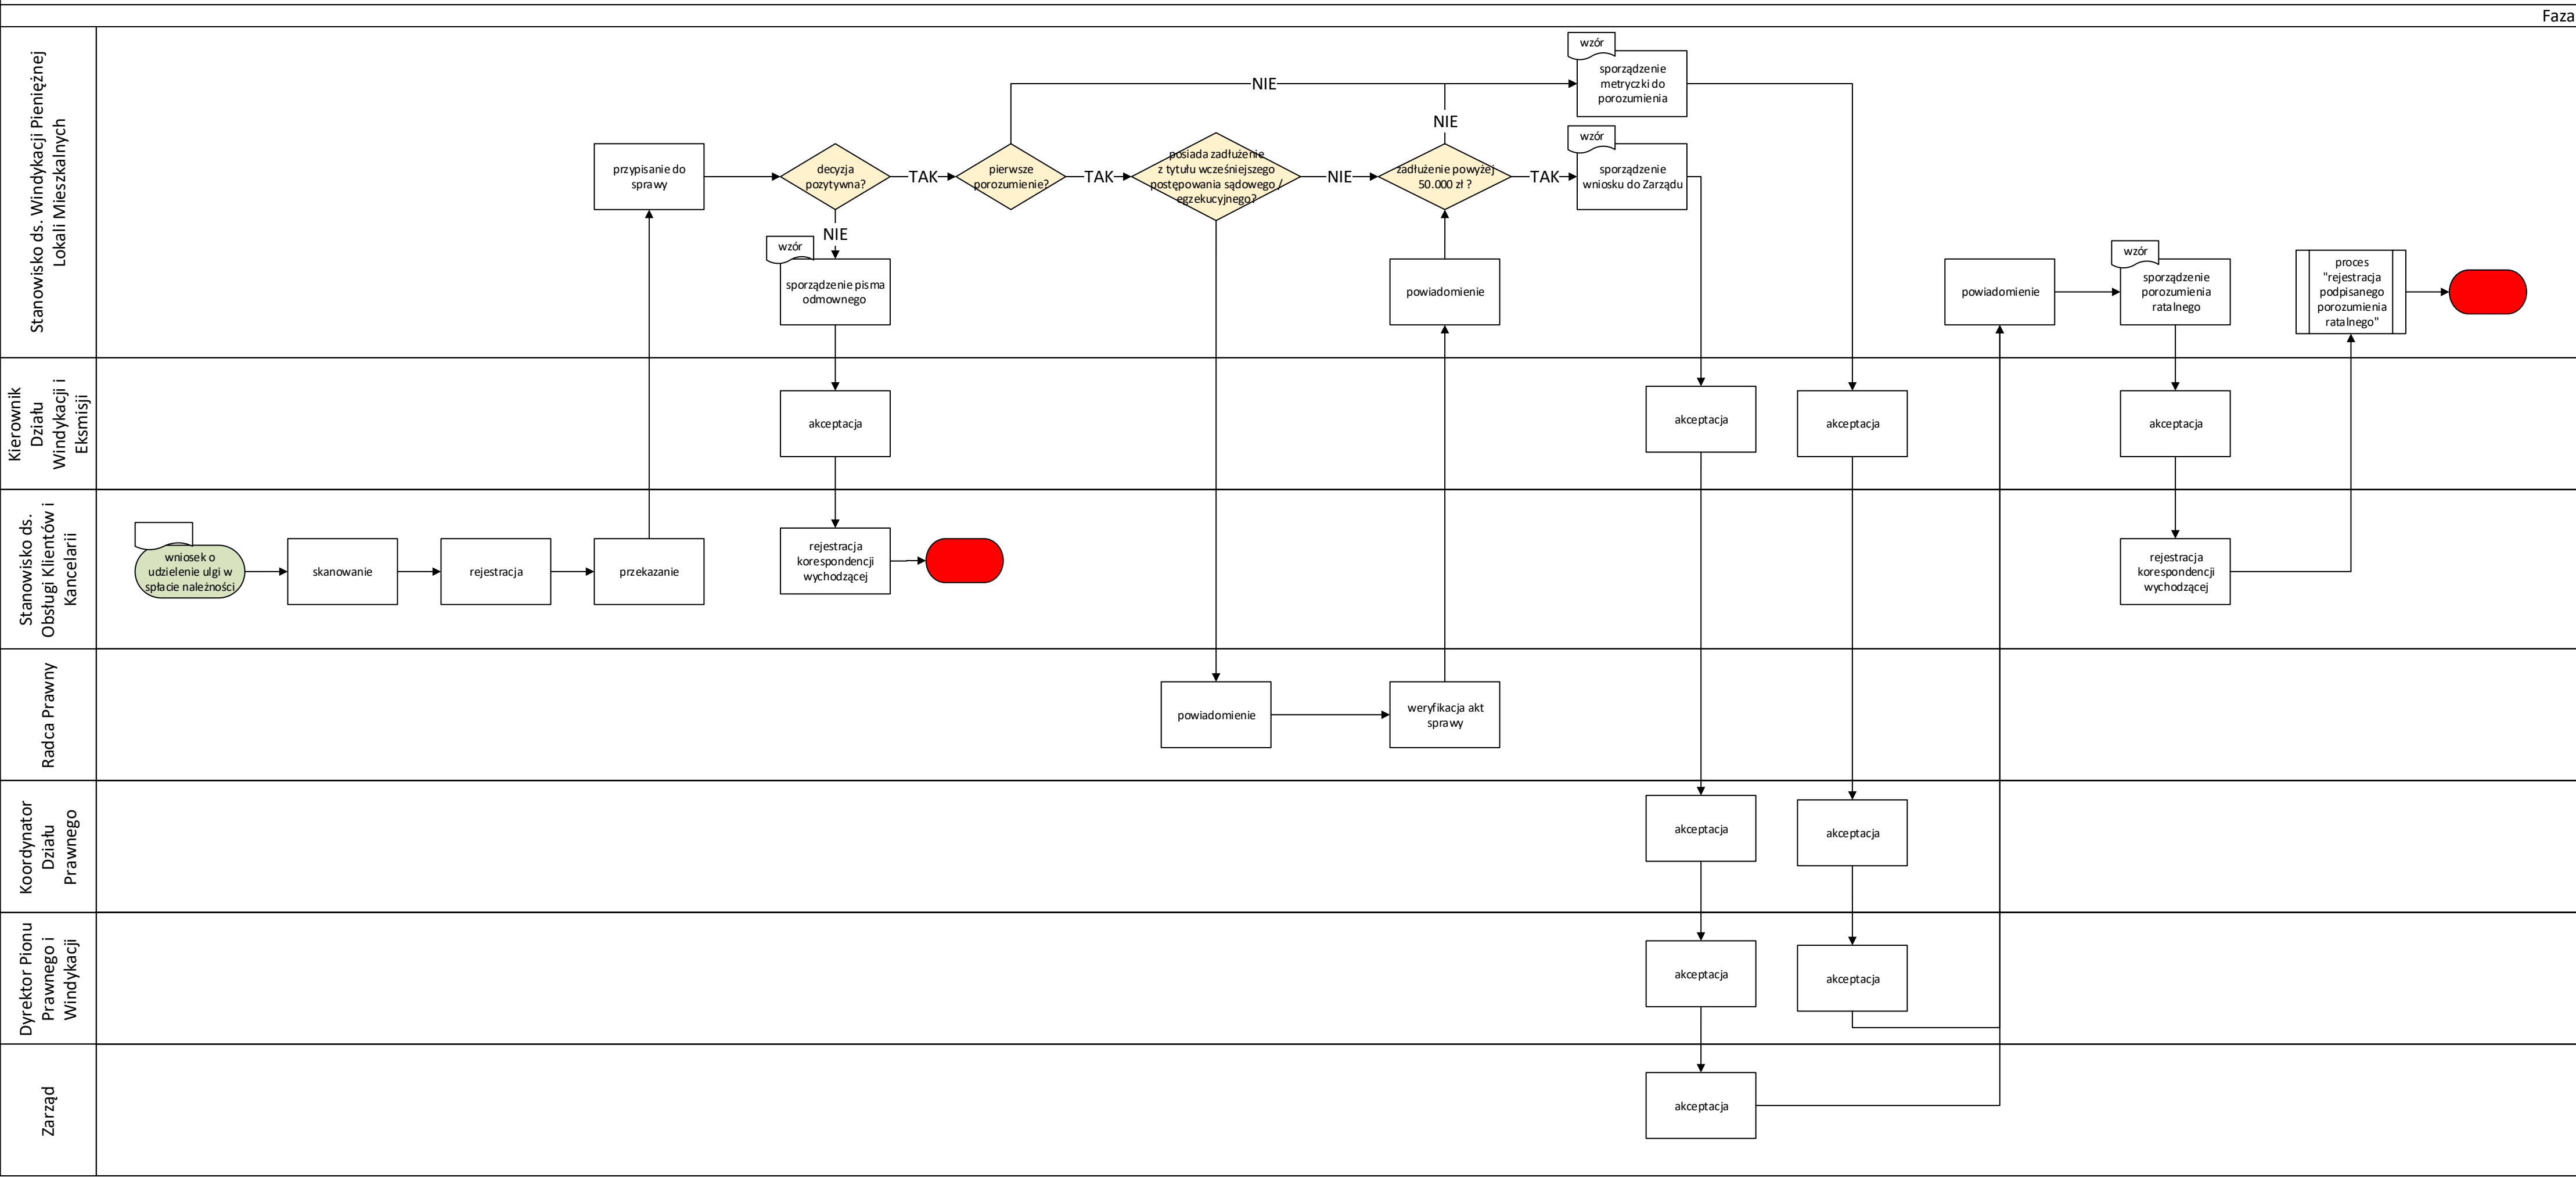 Faza
Stanowisko ds. Windykacji Pieniężnej
Lokali Mieszkalnych
wzór
sporządzenie
metryczki do
porozumienia
NIE
NIE
wzór
sporządzenie
wniosku do Zarządu
przypisanie do
sprawy
decyzja
pozytywna?
TAK
pierwsze
porozumienie?
TAK
posiada zadłużenie
z tytułu wcześniejszego
postępowania sądowego /
egzekucyjnego?
NIE
zadłużenie powyżej
50.000 zł ?
TAK
NIE
wzór
sporządzenie pisma
odmownego
powiadomienie
powiadomienie
wzór
sporządzenie
porozumienia
ratalnego
proces
"rejestracja
podpisanego
porozumienia
ratalnego"
Kierownik
Działu
Windykacji i
Eksmisji
akceptacja
akceptacja
akceptacja
akceptacja
Stanowisko ds.
Obsługi Klientów i
Kancelarii
wniosek o
udzielenie ulgi w
spłacie należności
skanowanie
rejestracja
przekazanie
rejestracja
korespondencji
wychodzącej
rejestracja
korespondencji
wychodzącej
Radca Prawny
powiadomienie
weryfikacja akt
sprawy
Koordynator
Działu
Prawnego
akceptacja
akceptacja
Dyrektor Pionu
Prawnego i
Windykacji
akceptacja
akceptacja
Zarząd
akceptacja